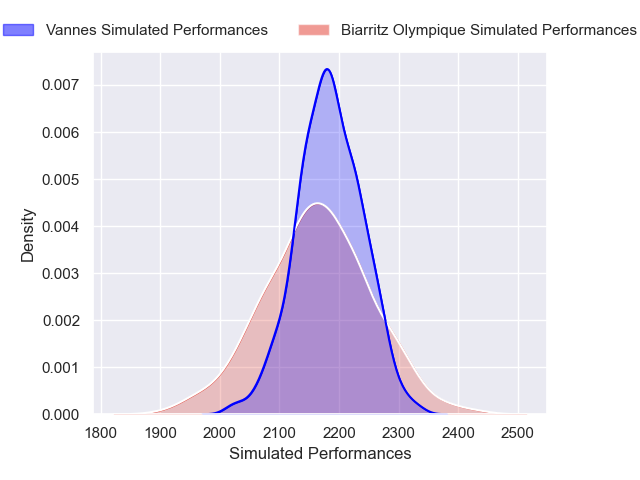 Vannes Simulated Performances
Biarritz Olympique Simulated Performances
0.007
0.006
0.005
0.004
0.003
0.002
0.001
0.000
Density
1800 1900 2000 2100 2200 2300 2400 2500
Simulated Performances